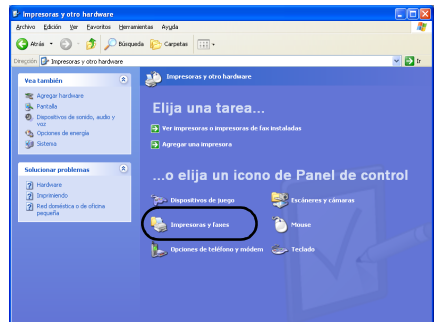 Impresoras y otro hardware
Archivo Edición Ver Favoritos Herramientas Ayuda
Atrás Búsqueda Carpetas
Dirección Impresoras y otro hardware Ir
Vea también
Agregar hardware
Pantalla
Dispositivos de sonido, audio y
voz
Opciones de energía
Sistema
Solucionar problemas
Hardware
Imprimiendo
Red doméstica o de oficina
pequeña
Impresoras y otro hardware
Elija una tarea...
Ver impresoras o impresoras de fax instaladas
Agregar una impresora
...o elija un icono de Panel de control
Dispositivos de juego Escáneres y cámaras
Impresoras y faxes Mouse
Opciones de teléfono y módem Teclado